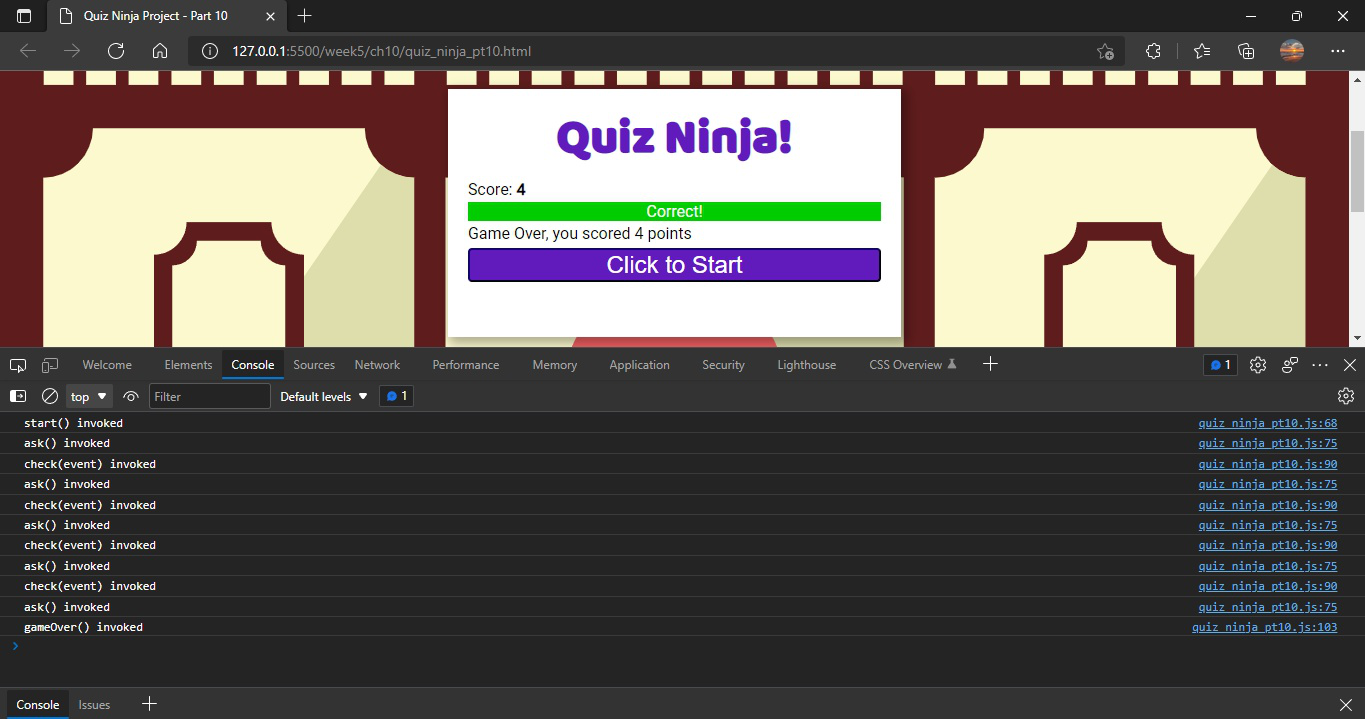 Quiz Ninja Project - Part 10
127.0.0.1:5500/week5/ch10/quiz_ninja_pt10.html
Quiz Ninja!
Score: 4
Correct!
Game Over, you scored 4 points
Click to Start
Welcome Elements Console Sources Network Performance Memory Application Security Lighthouse CSS Overview 1
top Filter Default levels 1
start() invoked quiz_ninja_pt10.js:68
ask() invoked quiz_ninja_pt10.js:75
check(event) invoked quiz_ninja_pt10.js:90
ask() invoked quiz_ninja_pt10.js:75
check(event) invoked quiz_ninja_pt10.js:90
ask() invoked quiz_ninja_pt10.js:75
check(event) invoked quiz_ninja_pt10.js:90
ask() invoked quiz_ninja_pt10.js:75
check(event) invoked quiz_ninja_pt10.js:90
ask() invoked quiz_ninja_pt10.js:75
gameOver() invoked quiz_ninja_pt10.js:103
Console Issues